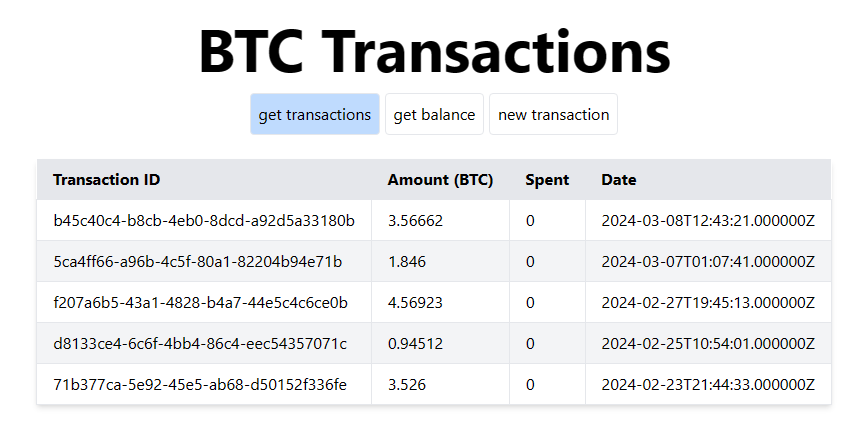 BTC Transactions
get transactions get balance new transaction
Transaction ID Amount (BTC) Spent Date
b45c40c4-b8cb-4eb0-8dcd-a92d5a33180b 3.56662 0 2024-03-08T12:43:21.000000Z
5ca4ff66-a96b-4c5f-80a1-82204b94e71b 1.846 0 2024-03-07T01:07:41.000000Z
f207a6b5-43a1-4828-b4a7-44e5c4c6ce0b 4.56923 0 2024-02-27T19:45:13.000000Z
d8133ce4-6c6f-4bb4-86c4-eec54357071c 0.94512 0 2024-02-25T10:54:01.000000Z
71b377ca-5e92-45e5-ab68-d50152f336fe 3.526 0 2024-02-23T21:44:33.000000Z